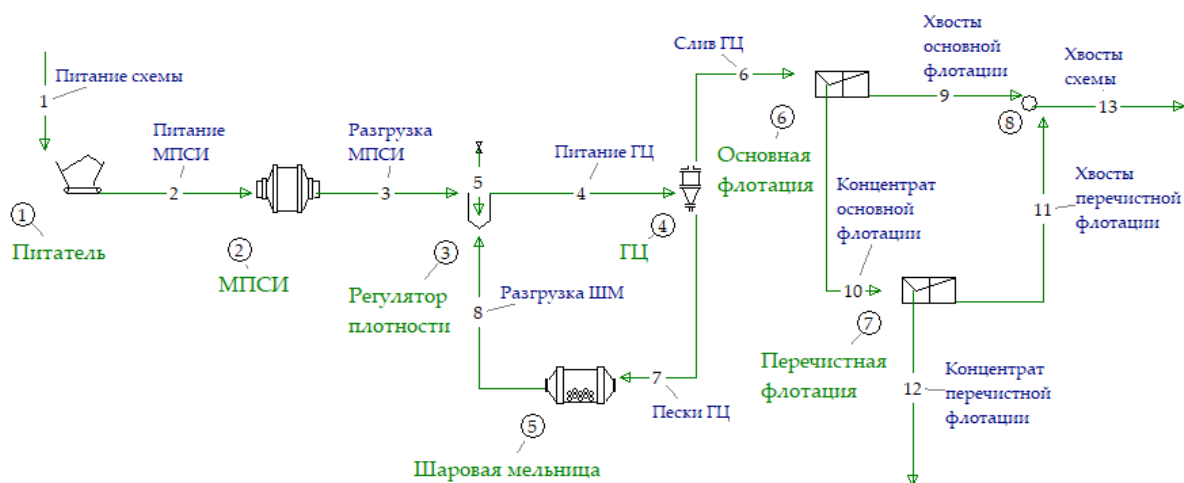 Питание схемы
1
Питатель
1
Питание
МПСИ
2
МПСИ
2
Разгрузка
МПСИ
3
Регулятор
плотности
3
5
Питание ГЦ
4
ГЦ
4
Слив ГЦ
6
Пески ГЦ
7
Шаровая мельница
5
Разгрузка ШМ
8
Основная
флотация
6
Хвосты
основной
флотации
9
8
Хвосты
схемы
13
Концентрат
основной
флотации
10
Перечистная
флотация
7
Хвосты
перечистной
флотации
11
Концентрат
перечистной
флотации
12